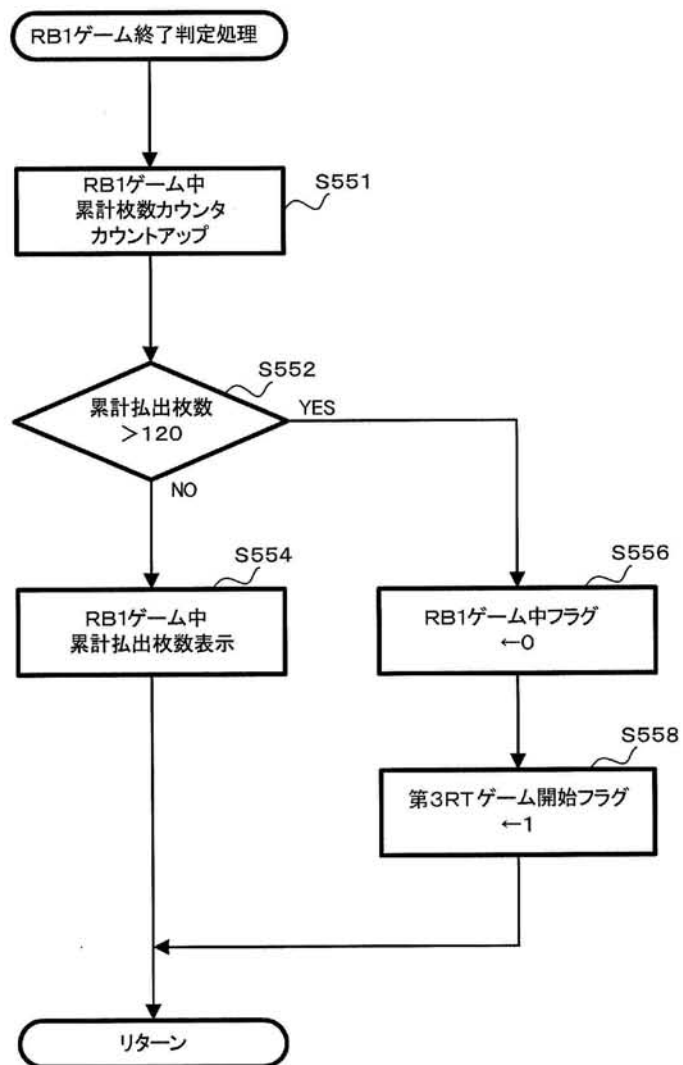 RB1ゲーム終了判定処理
S551
RB1ゲーム中
累計枚数カウンタ
カウントアップ
S552
累計払出枚数
＞120
YES
NO
S554
RB1ゲーム中
累計払出枚数表示
S556
RB1ゲーム中フラグ
←0
S558
第3RTゲーム開始フラグ
←1
リターン